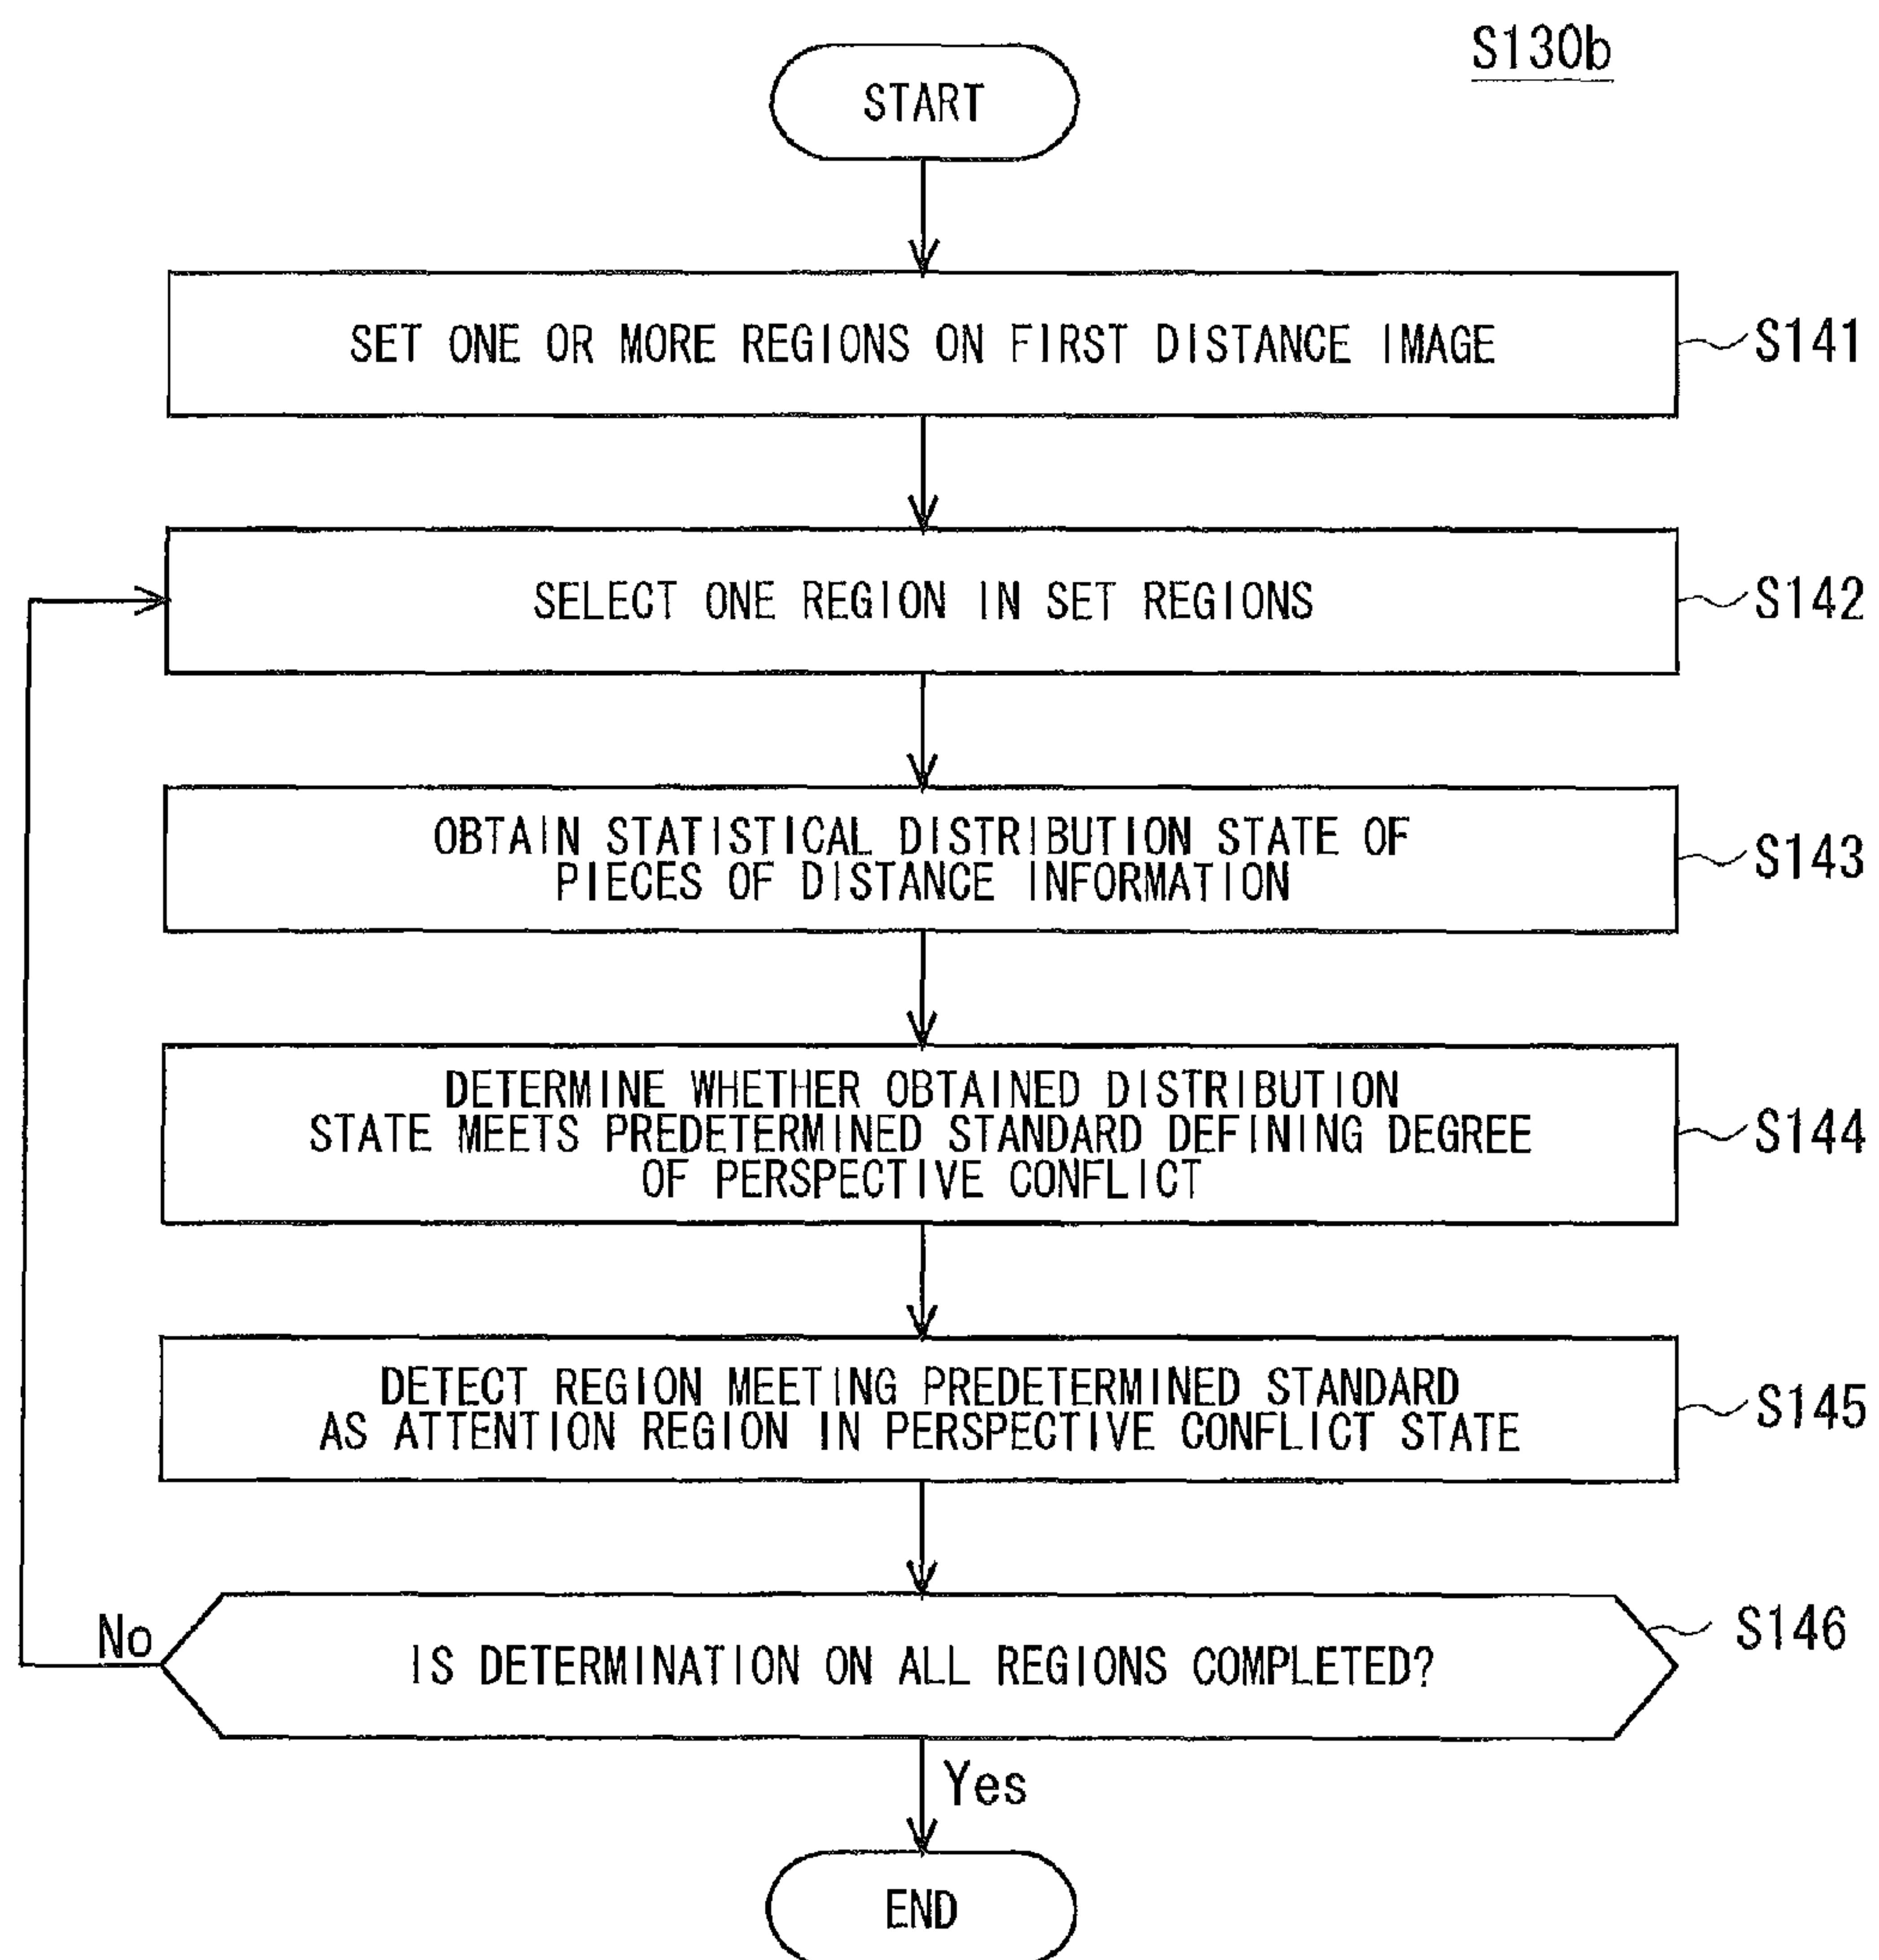 S130b
START
SET ONE OR MORE REGIONS ON FIRST DISTANCE IMAGE
S141
SELECT ONE REGION IN SET REGIONS
S142
OBTAIN STATISTICAL DISTRIBUTION STATE OF
PIECES OF DISTANCE INFORMATION
S143
DETERMINE WHETHER OBTAINED DISTRIBUTION
STATE MEETS PREDETERMINED STANDARD DEFINING DEGREE
OF PERSPECTIVE CONFLICT
S144
DETECT REGION MEETING PREDETERMINED STANDARD
AS ATTENTION REGION IN PERSPECTIVE CONFLICT STATE
S145
No
IS DETERMINATION ON ALL REGIONS COMPLETED?
S146
Yes
END